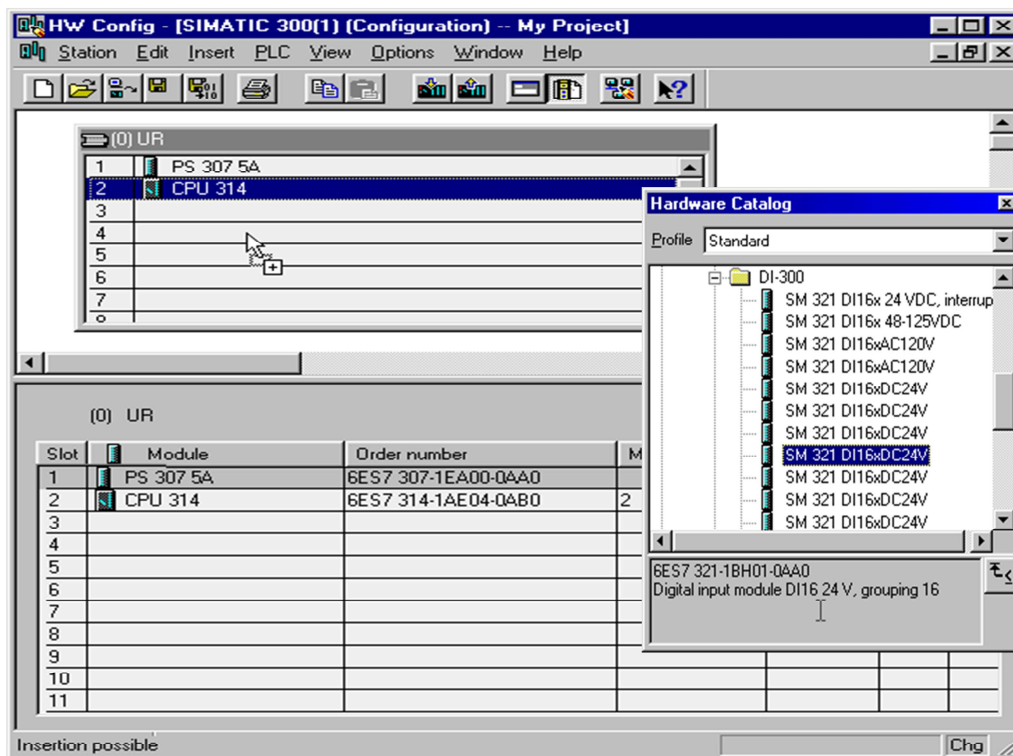 HW Config - [SIMATIC 300(1) (Configuration) -- My Project]
Station Edit Insert PLC View Options Window Help
(0) UR
1 PS 307 5A
2 CPU 314
3
4
5
6
7
8
Hardware Catalog
Profile Standard
DI-300
SM 321 DI16x 24 VDC, interrup
SM 321 DI16x 48-125VDC
SM 321 DI16xAC120V
SM 321 DI16xAC120V
SM 321 DI16xDC24V
SM 321 DI16xDC24V
SM 321 DI16xDC24V
SM 321 DI16xDC24V
SM 321 DI16xDC24V
SM 321 DI16xDC24V
SM 321 DI16xDC24V
6ES7 321-1BH01-0AA0
Digital input module DI16 24 V, grouping 16
(0) UR
Slot Module Order number M
1 PS 307 5A 6ES7 307-1EA00-0AA0
2 CPU 314 6ES7 314-1AE04-0AB0 2
3
4
5
6
7
8
9
10
11
Insertion possible Chg